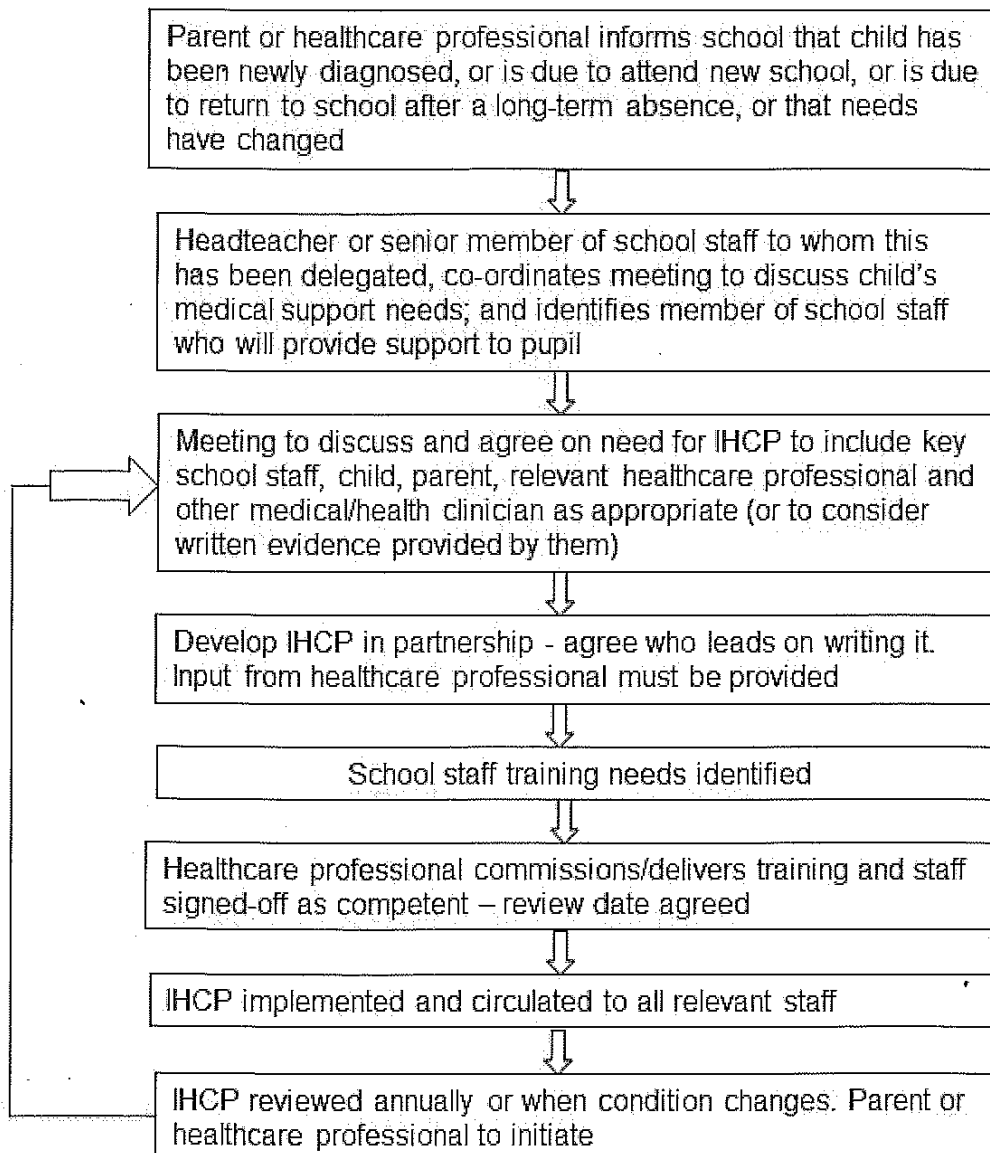 Parent or healthcare professional informs school that child has
been newly diagnosed, or is due to attend new school, or is due
to return to school after a long-term absence, or that needs
have changed
Headteacher or senior member of school staff to whom this
has been delegated, co-ordinates meeting to discuss child's
medical support needs; and identifies member of school staff
who will provide support to pupil
Meeting to discuss and agree on need for IHCP to include key
school staff, child, parent, relevant healthcare professional and
other medical/health clinician as appropriate (or to consider
written evidence provided by them)
Develop IHCP in partnership - agree who leads on writing it.
Input from healthcare professional must be provided
School staff training needs identified
Healthcare professional commissions/delivers training and staff
signed-off as competent – review date agreed
IHCP implemented and circulated to all relevant staff
IHCP reviewed annually or when condition changes. Parent or
healthcare professional to initiate